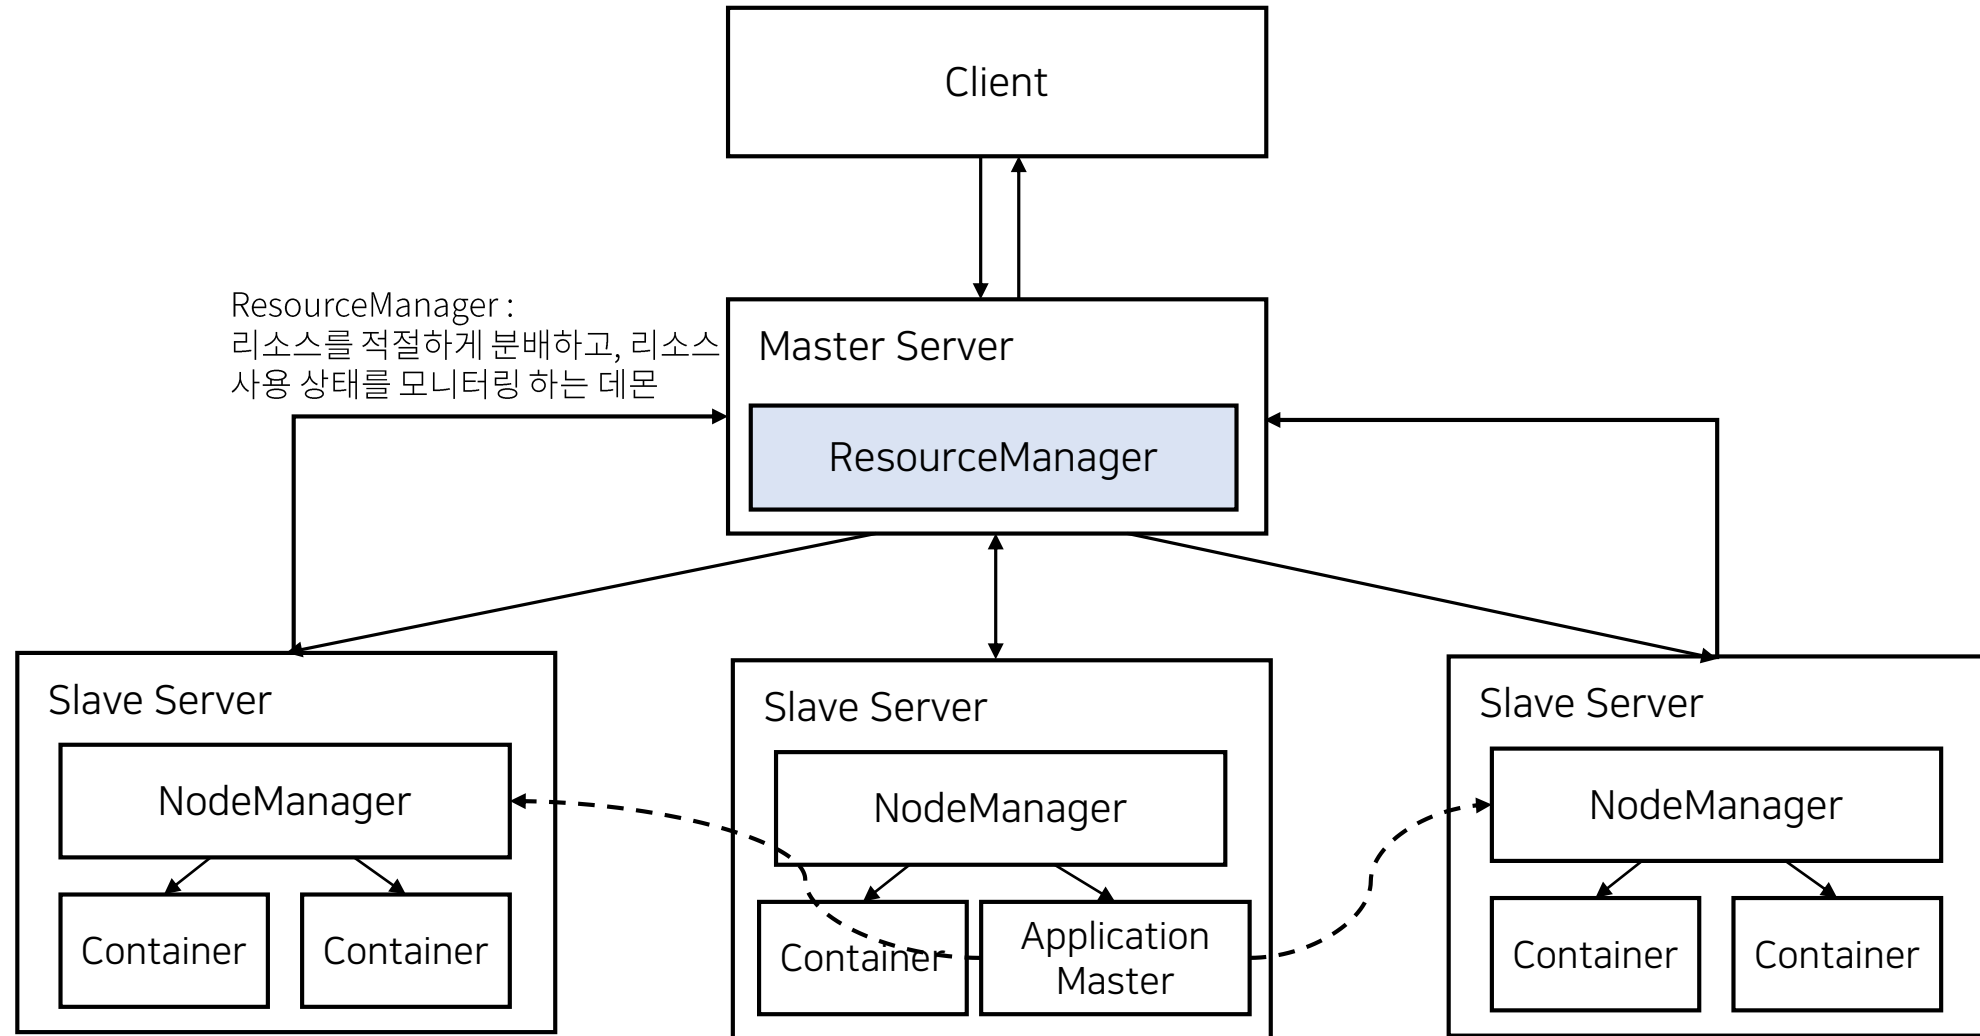 Client
ResourceManager :
리소스를 적절하게 분배하고, 리소스
사용 상태를 모니터링 하는 데몬
Master Server
ResourceManager
Slave Server
NodeManager
Container
Container
Slave Server
NodeManager
Container
Application
Master
Slave Server
NodeManager
Container
Container